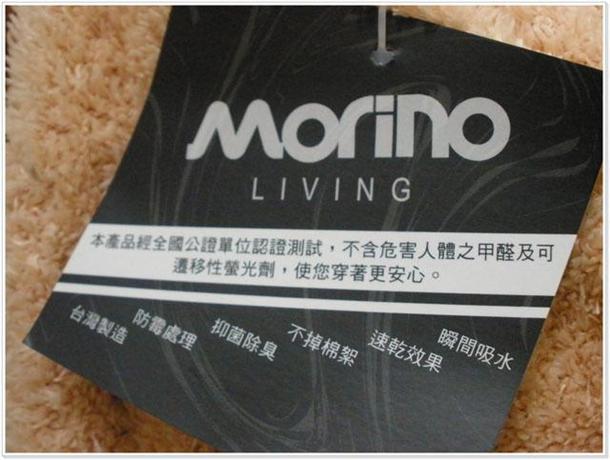 MoriNo
LIVING
本產品經全國公證單位認證測試，不含危害人體之甲醛及可
遷移性螢光劑，使您穿著更安心。
台灣製造 防霉處理 抑菌除臭 不掉棉絮 速乾效果 瞬間吸水